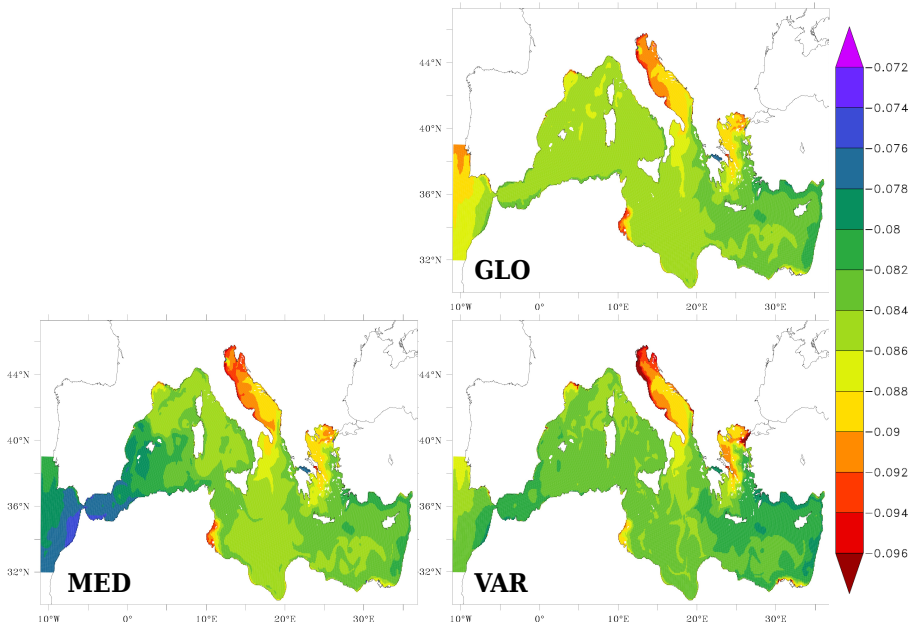 44°N
40°N
36°N
32°N
GLO
10°W 0° 10°E 20°E 30°E
44°N
40°N
36°N
32°N
MED
10°W 0° 10°E 20°E 30°E
44°N
40°N
36°N
32°N
VAR
10°W 0° 10°E 20°E 30°E
-0.072
-0.074
-0.076
-0.078
-0.08
-0.082
-0.084
-0.086
-0.088
-0.09
-0.092
-0.094
-0.096